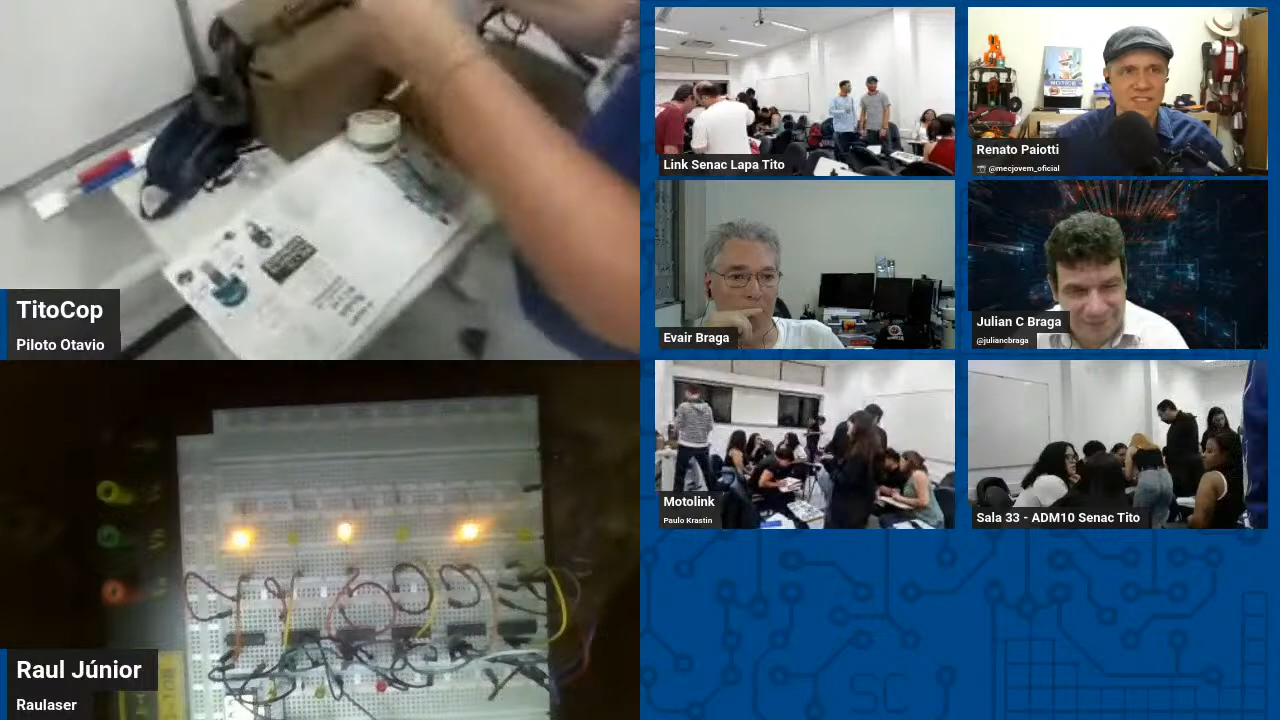 TitoCop
Piloto Otavio
Raul Júnior
Raulaser
Link Senac Lapa Tito
Renato Paiotti
@mecjovem_oficial
Evair Braga
Julian C Braga
@juliancbraga
Motolink
Paulo Krastin
Sala 33 - ADM10 Senac Tito